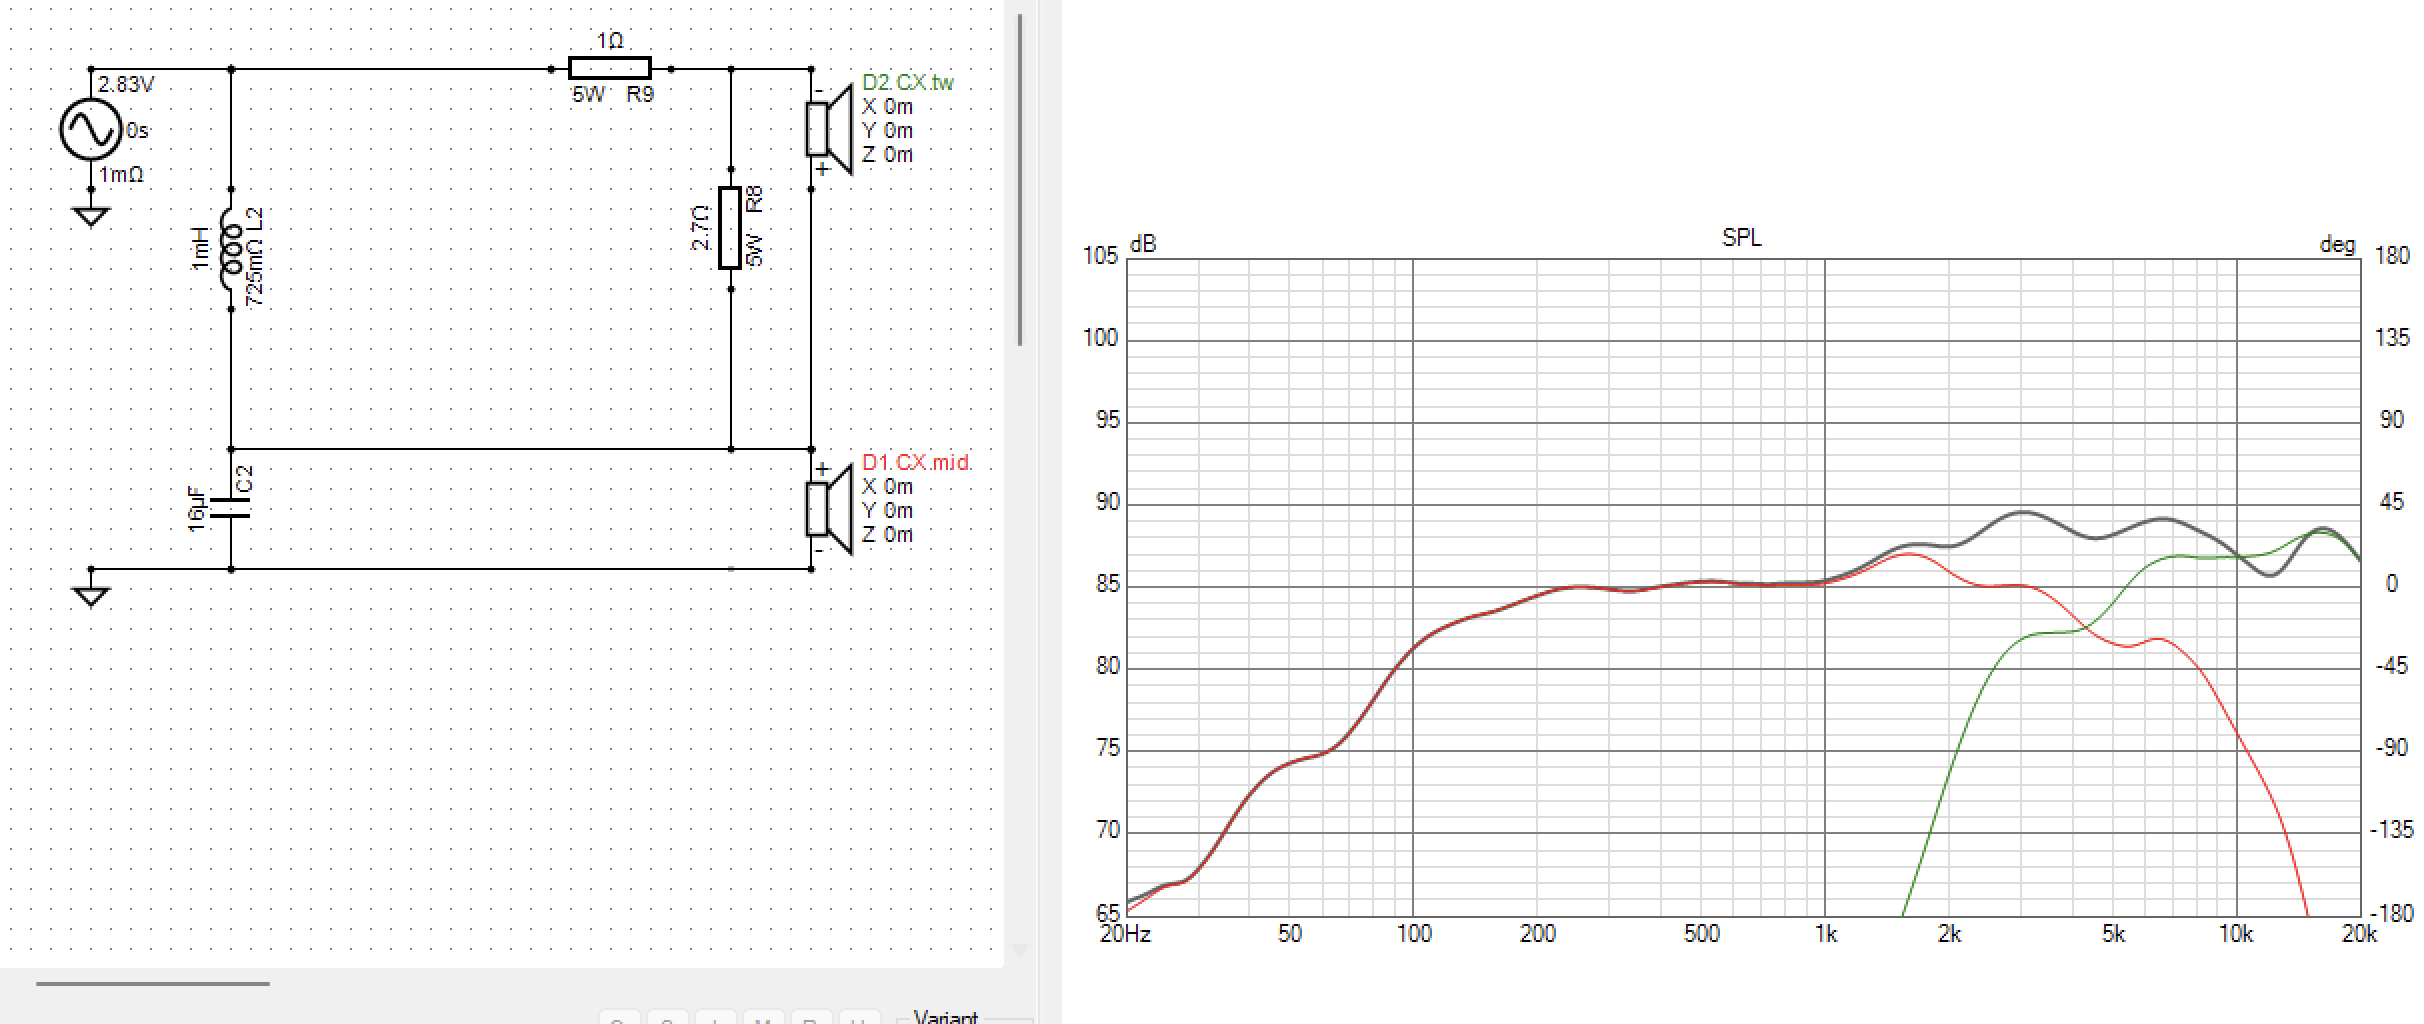 1Ω
5W R9
2.83V
0s
1mΩ
D2.CX.tw
-
X 0m
Y 0m
Z 0m
+
1mH
725mΩ L2
2.7Ω
5W R8
D1.CX.mid
+
X 0m
Y 0m
Z 0m
-
16µF
C2
SPL
dB
deg
105
100
95
90
85
80
75
70
65
180
135
90
45
0
-45
-90
-135
-180
20Hz 50 100 200 500 1k 2k 5k 10k 20k
Variant